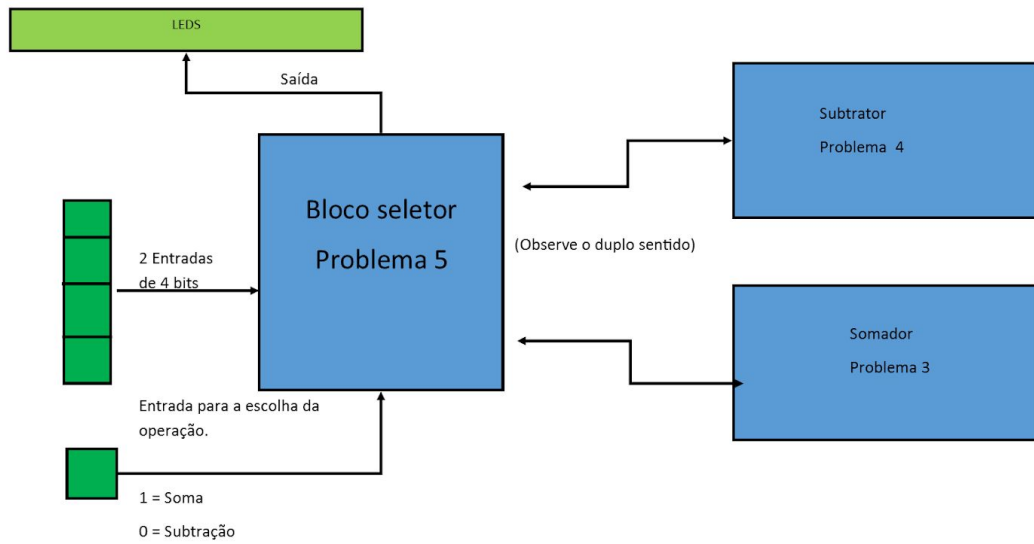 LEDS
Saída
Subtrator
Problema 4
Bloco seletor
Problema 5
2 Entradas
de 4 bits
(Observe o duplo sentido)
Somador
Problema 3
Entrada para a escolha da
operação.
1 = Soma
0 = Subtração